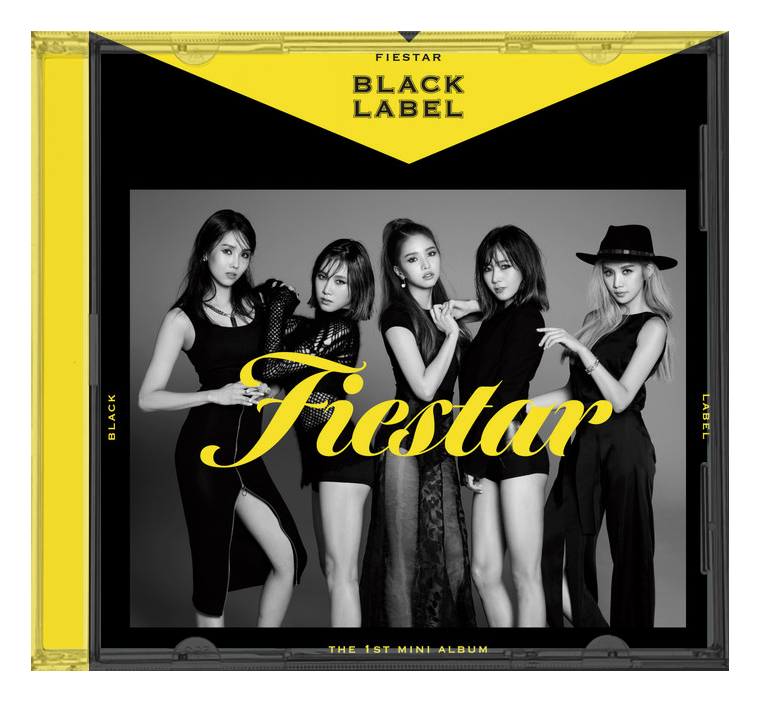 FIESTAR
BLACK
LABEL
Fiestar
BLACK
LABEL
THE 1ST MINI ALBUM